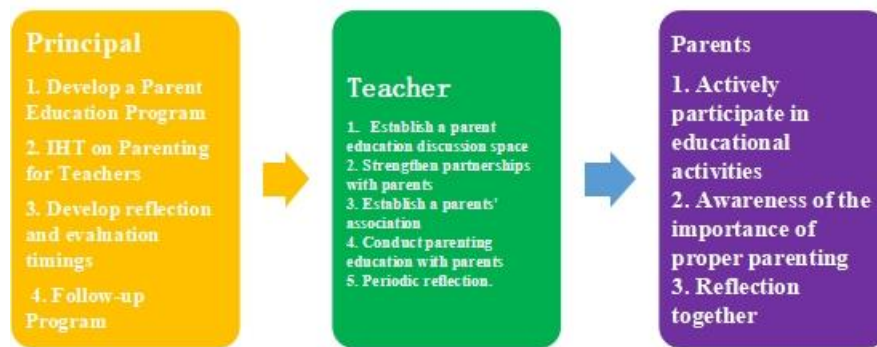 Principal
1. Develop a Parent
Education Program
2. IHT on Parenting
for Teachers
3. Develop reflection
and evaluation
timings
4. Follow-up
Program
Teacher
1. Establish a parent
education discussion space
2. Strengthen partnerships
with parents
3. Establish a parents'
association
4. Conduct parenting
education with parents
5. Periodic reflection.
Parents
1. Actively
participate in
educational
activities
2. Awareness of the
importance of
proper parenting
3. Reflection
together